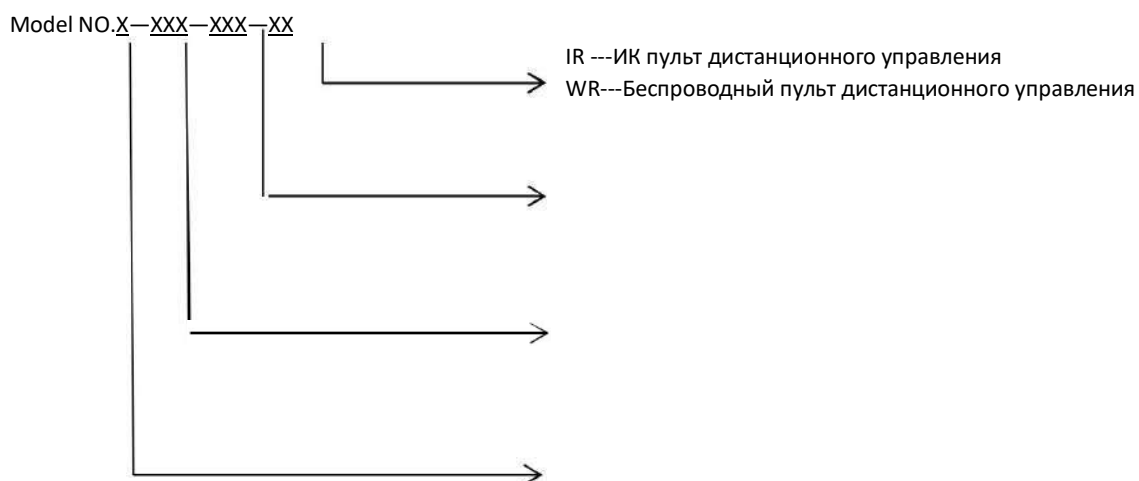 Model NO.X—XXX—XXX—XX
IR ---ИК пульт дистанционного управления
WR---Беспроводный пульт дистанционного управления